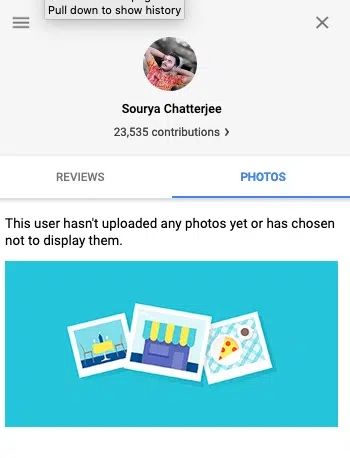 Pull down to show history
Sourya Chatterjee
23,535 contributions ›
REVIEWS
PHOTOS
This user hasn't uploaded any photos yet or has chosen
not to display them.